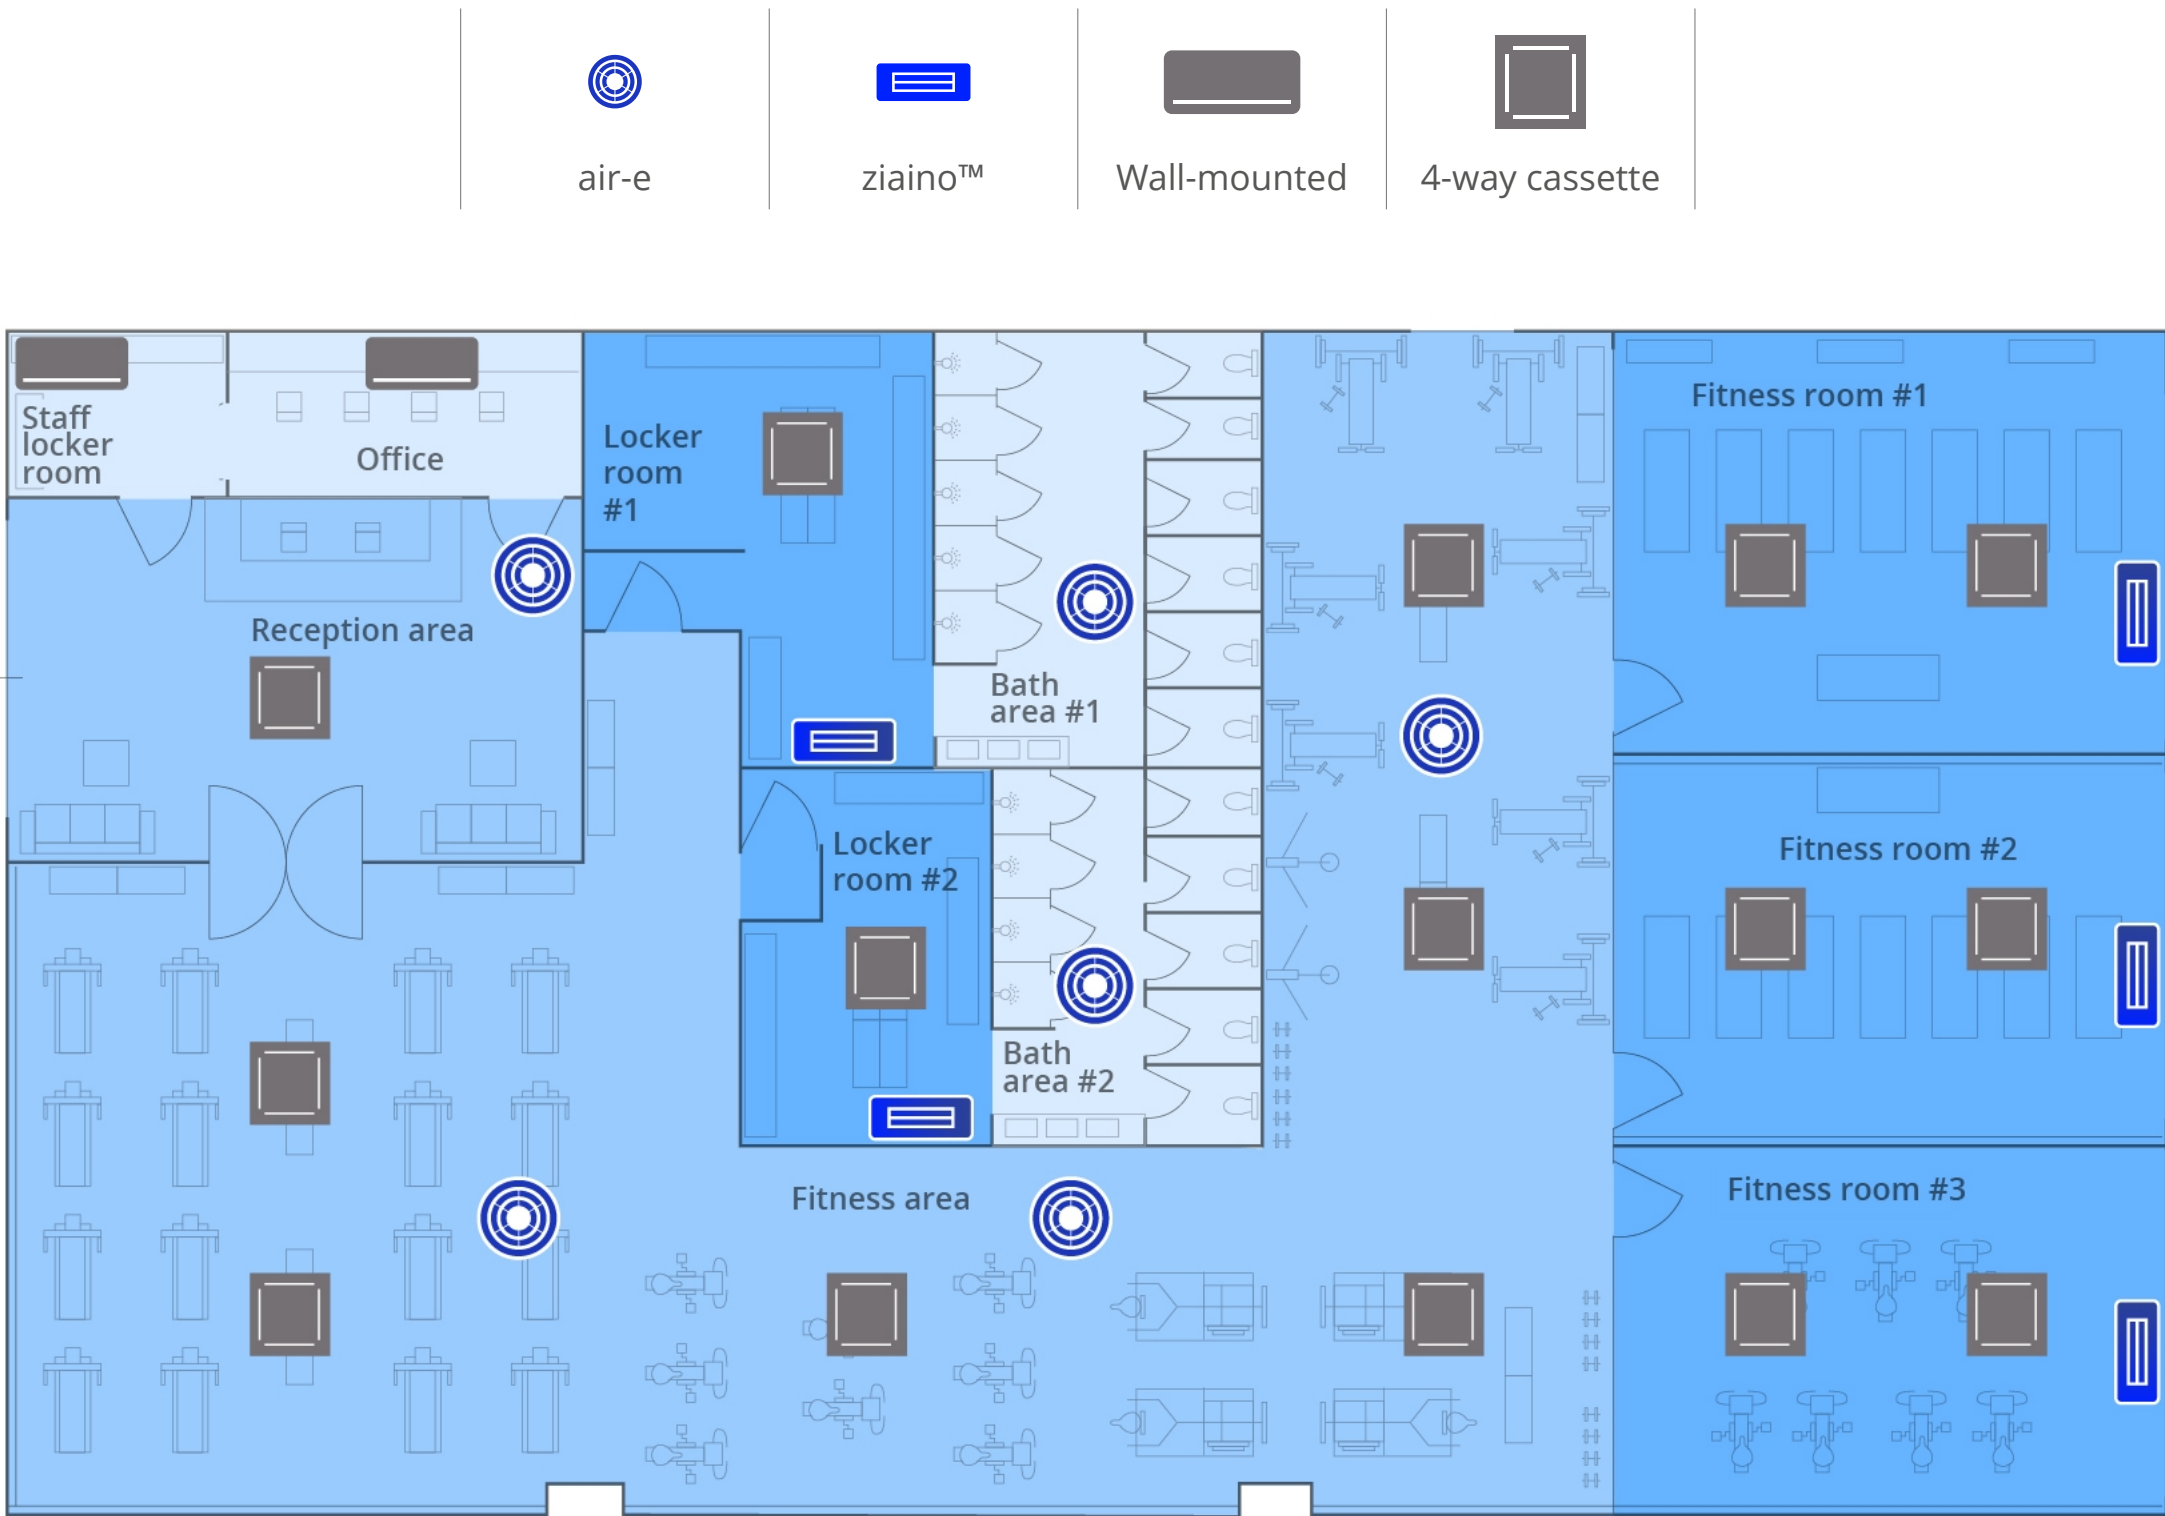 air-e
ziaino™
Wall-mounted
4-way cassette
Staff
locker
room
Office
Locker
room
#1
Fitness room #1
Reception area
Bath
area #1
Locker
room #2
Fitness room #2
Bath
area #2
Fitness area
Fitness room #3